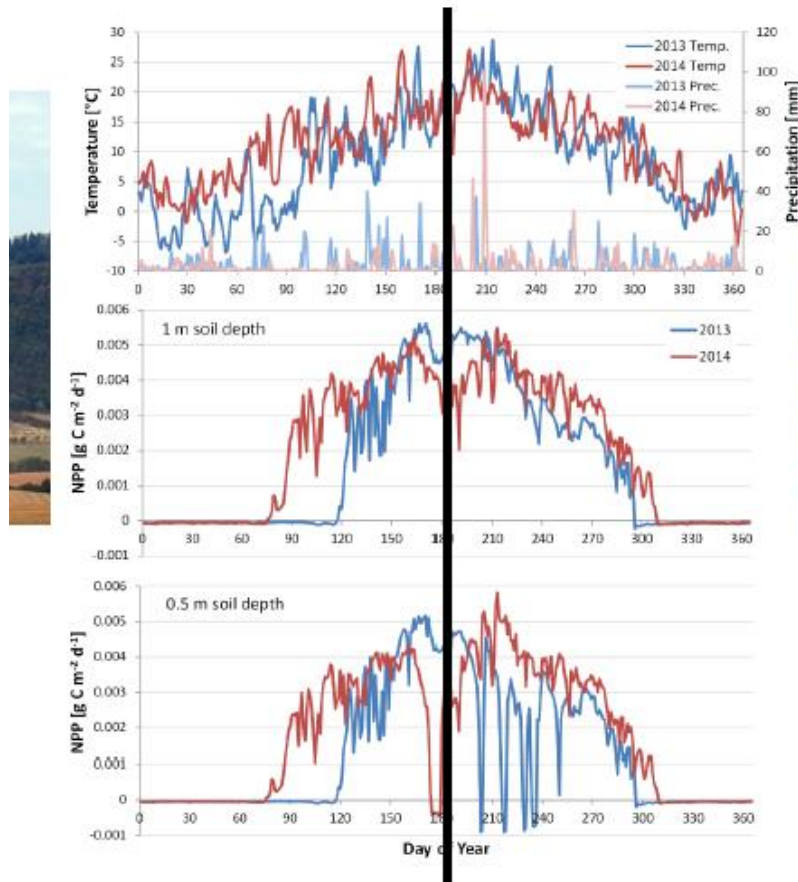 Temperature [°C]
30
25
20
15
10
5
0
-5
-10
2013 Temp.
2014 Temp
2013 Prec.
2014 Prec.
120
100
80
60
40
20
0
Precipitation [mm]
0 30 60 90 120 150 210 240 270 300 330 360
NPP [g C m⁻² d⁻¹]
0.006
0.005
0.004
0.003
0.002
0.001
0
-0.001
1 m soil depth
2013
2014
0 30 60 90 120 150 210 240 270 300 330 360
NPP [g C m⁻² d⁻¹]
0.006
0.005
0.004
0.003
0.002
0.001
0
-0.001
0.5 m soil depth
0 30 60 90 120 150 210 240 270 300 330 360
Day of Year